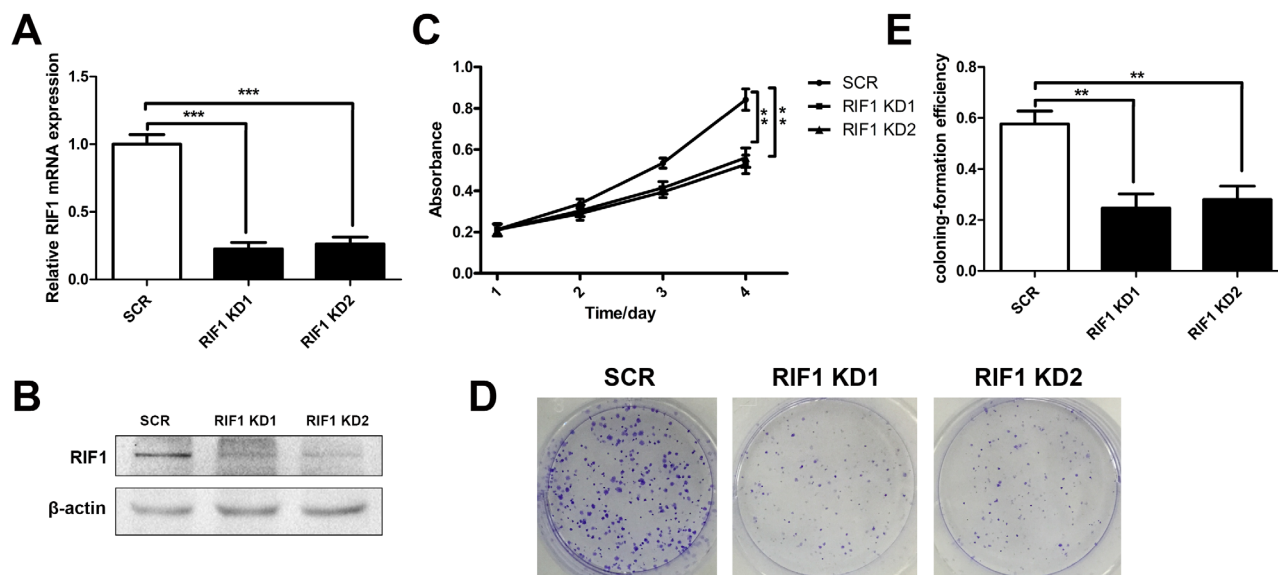 A
Relative RIF1 mRNA expression
1.5
1.0
0.5
0.0
***
***
SCR
RIF1 KD1
RIF1 KD2
C
Absorbance
1.0
0.8
0.6
0.4
0.2
0.0
1
2
3
4
Time/day
SCR
RIF1 KD1
RIF1 KD2
**
**
E
coloning-formation efficiency
0.8
0.6
0.4
0.2
0.0
**
**
SCR
RIF1 KD1
RIF1 KD2
B
SCR RIF1 KD1 RIF1 KD2
RIF1
β-actin
D
SCR RIF1 KD1 RIF1 KD2